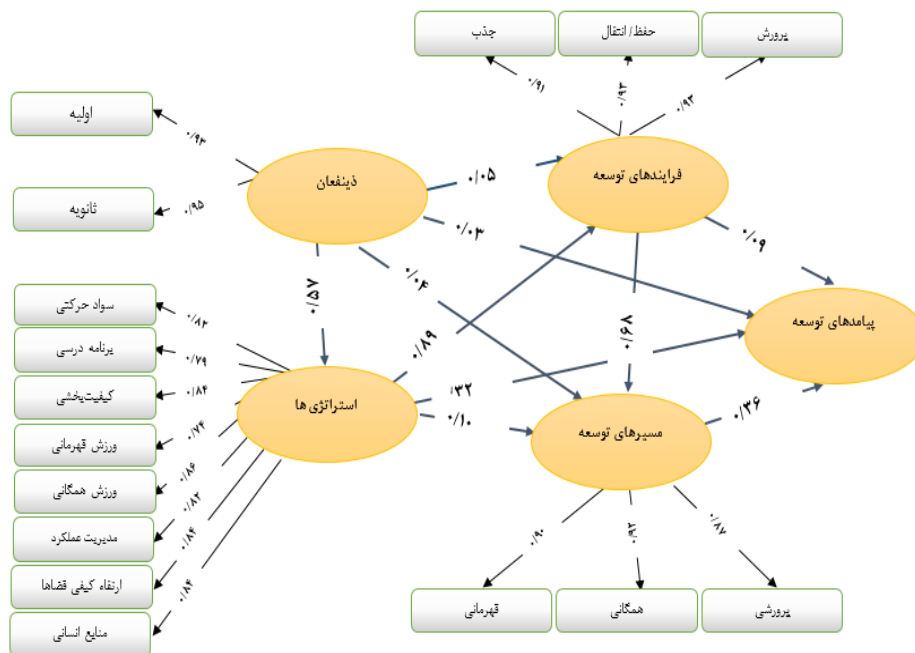 جذب
حفظ/ انتقال
پرورش
۰/۹۱
۰/۹۲
۰/۹۳
اولیه
۰/۹۳
ذینفعان
ثانویه
۰/۹۵
فرایندهای توسعه
۰/۰۵
۰/۰۳
۰/۰۹
۰/۵۷
۰/۰۴
۰/۸۹
۰/۶۸
پیامدهای توسعه
سواد حرکتی
۰/۸۲
برنامه درسی
۰/۷۹
کیفیت‌بخشی
۰/۸۴
ورزش قهرمانی
۰/۷۴
ورزش همگانی
۰/۸۶
مدیریت عملکرد
۰/۸۲
ارتقاء کیفی فضاها
۰/۸۴
منابع انسانی
۰/۸۴
استراتژی‌ها
۳۲
۰/۱۰
مسیرهای توسعه
۰/۳۶
۰/۹۰
۰/۹۲
۰/۸۷
قهرمانی
همگانی
پرورشی